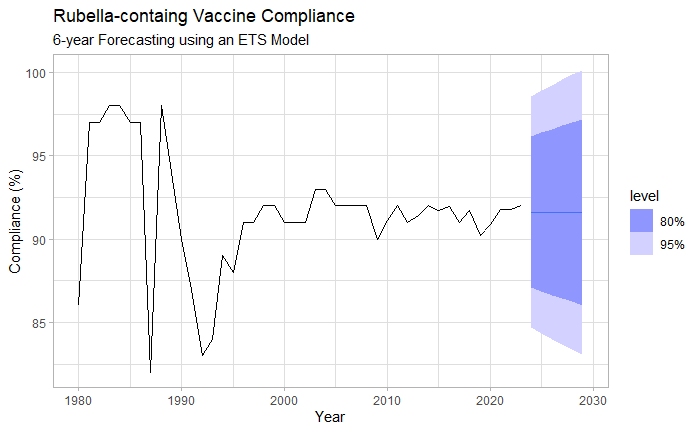 Rubella-containg Vaccine Compliance
6-year Forecasting using an ETS Model
100
95
90
85
Compliance (%)
1980 1990 2000 2010 2020 2030
Year
level
80%
95%